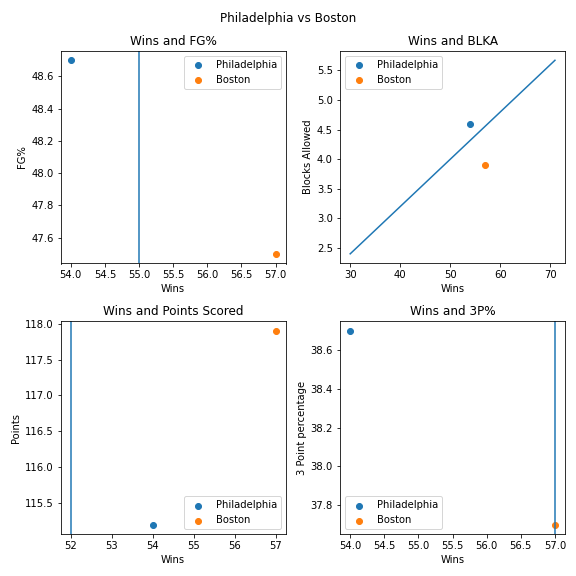 Philadelphia vs Boston
Wins and FG%
FG%
48.6
48.4
48.2
48.0
47.8
47.6
Philadelphia
Boston
54.0 54.5 55.0 55.5 56.0 56.5 57.0
Wins
Wins and BLKA
Blocks Allowed
5.5
5.0
4.5
4.0
3.5
3.0
2.5
Philadelphia
Boston
30 40 50 60 70
Wins
Wins and Points Scored
Points
118.0
117.5
117.0
116.5
116.0
115.5
Philadelphia
Boston
52 53 54 55 56 57
Wins
Wins and 3P%
3 Point percentage
38.6
38.4
38.2
38.0
37.8
Philadelphia
Boston
54.0 54.5 55.0 55.5 56.0 56.5 57.0
Wins